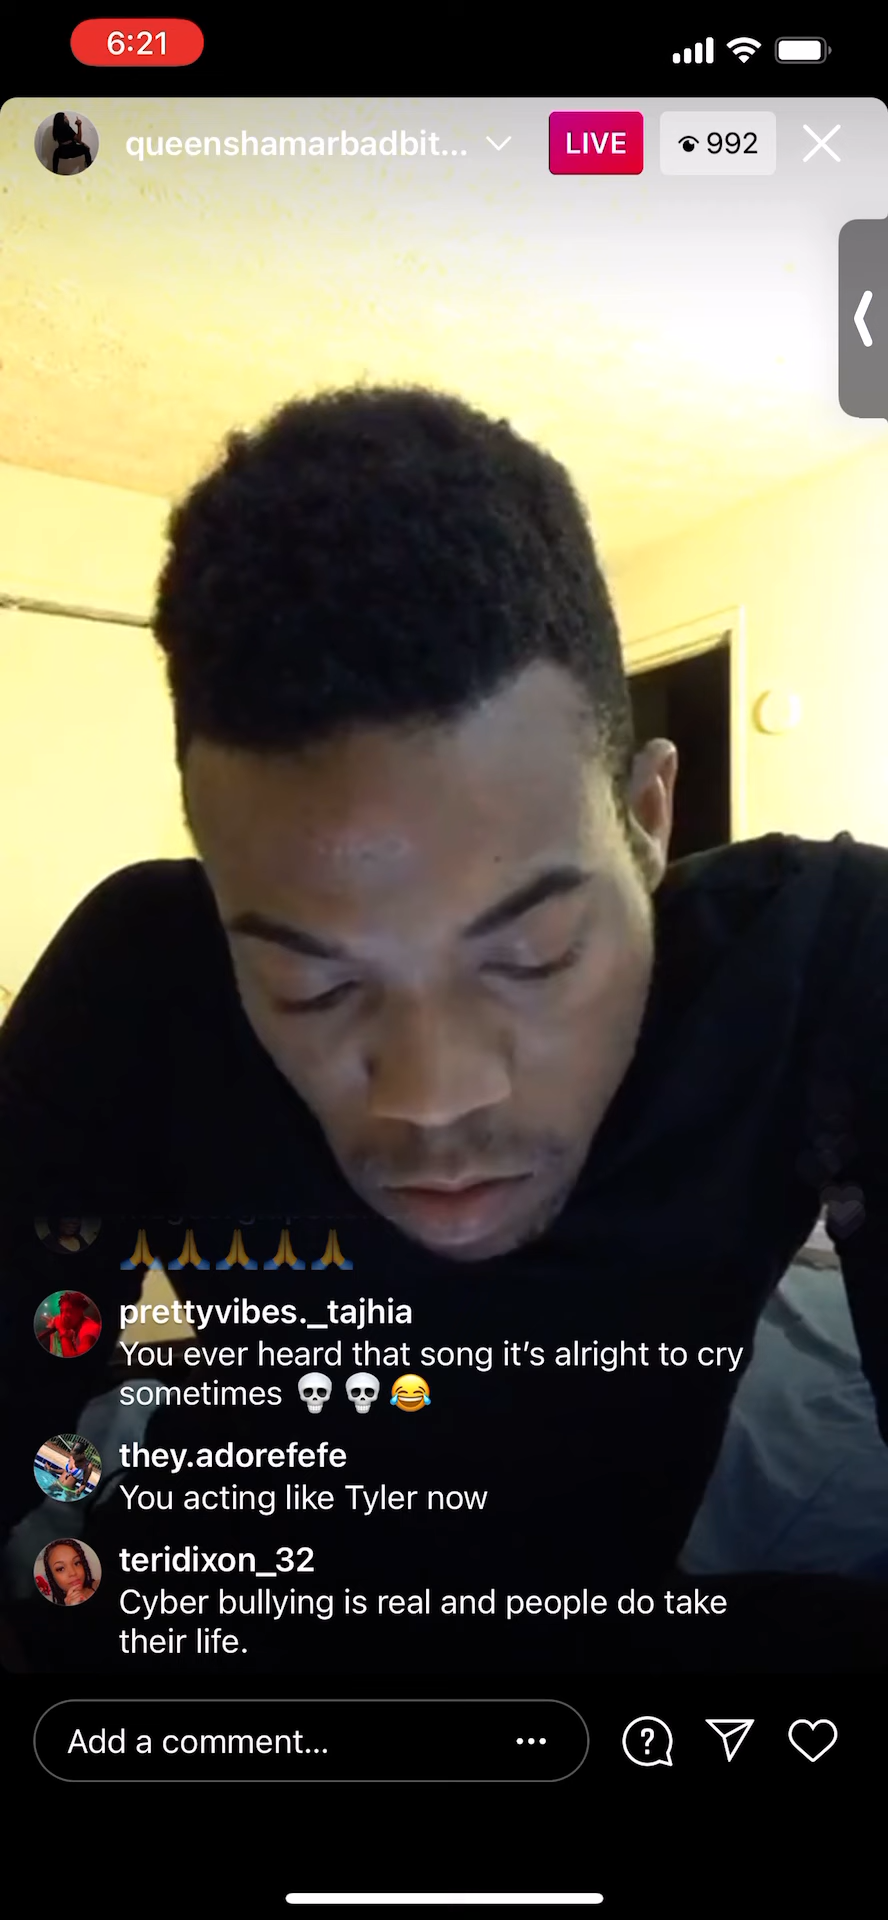 6:21
queenshamarbadbit...
LIVE
992
🙏🙏🙏🙏🙏
prettyvibes._tajhia
You ever heard that song it’s alright to cry
sometimes 💀💀😂
they.adorefefe
You acting like Tyler now
teridixon_32
Cyber bullying is real and people do take
their life.
Add a comment...